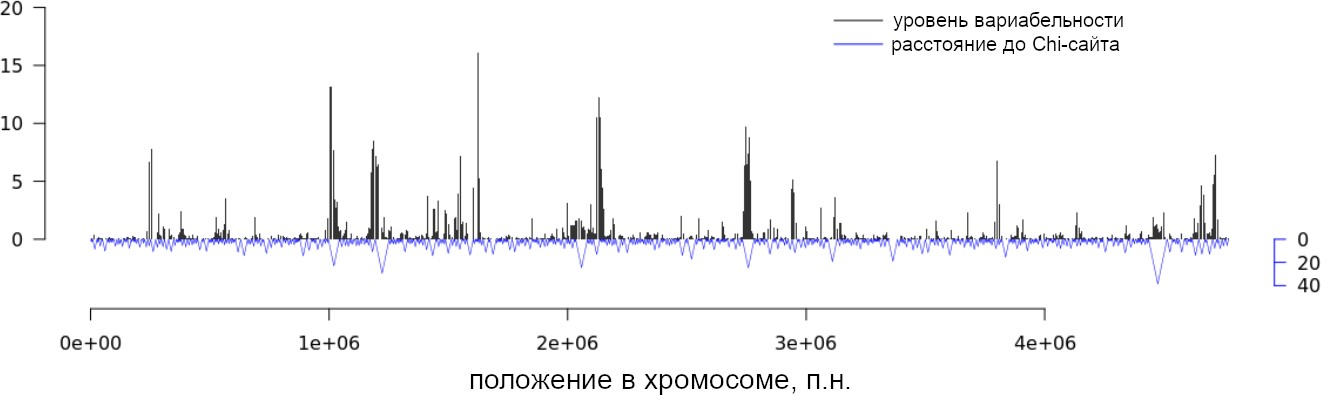 20
уровень вариабельности
расстояние до Chi-сайта
15
10
5
0
0
20
40
0e+00 1e+06 2e+06 3e+06 4e+06
положение в хромосоме, п.н.